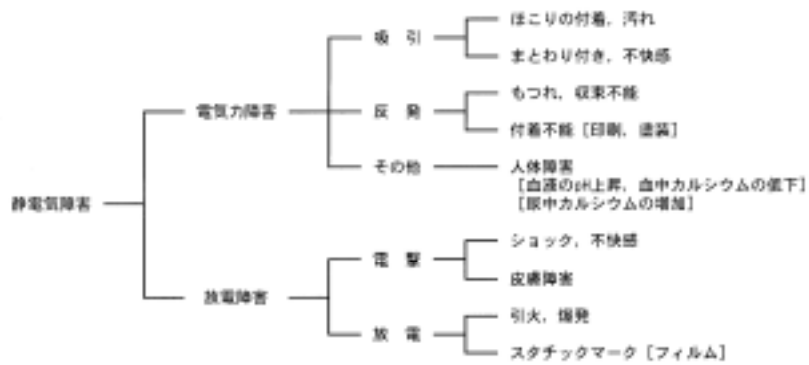 静電気障害
電気力障害
吸 引
ほこりの付着, 汚れ
まとわり付き, 不快感
反 発
もつれ, 収束不能
付着不能 [印刷, 塗装]
その他
人体障害
[血液のpH上昇, 血中カルシウムの低下]
[尿中カルシウムの増加]
放電障害
電 撃
ショック, 不快感
皮膚障害
放 電
引火, 爆発
スタチックマーク [フィルム]